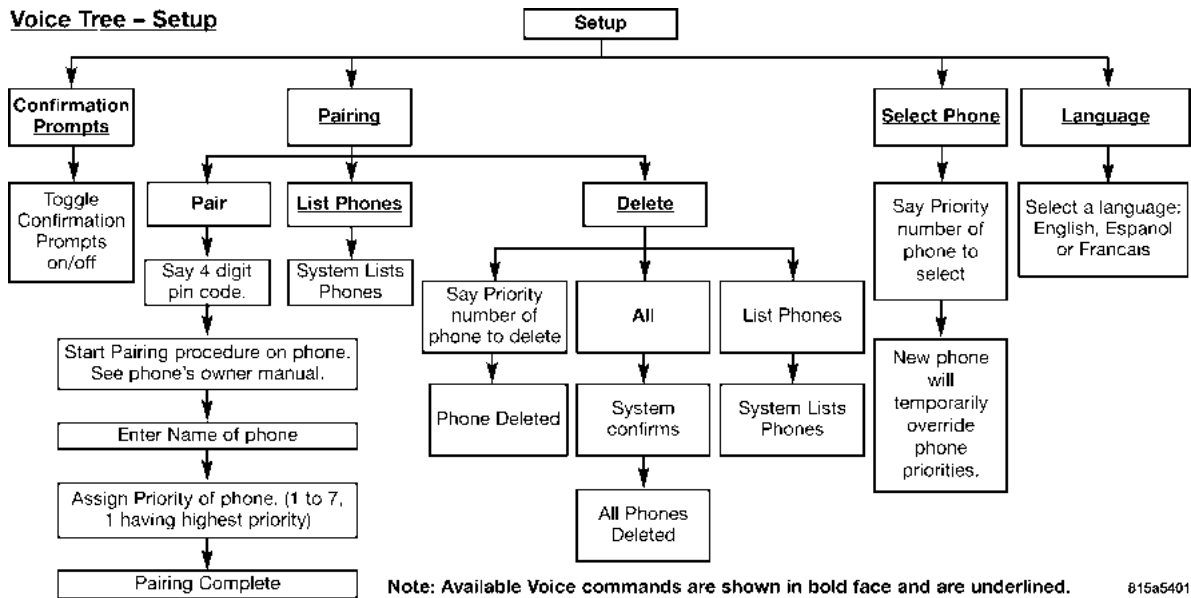 Voice Tree – Setup
Setup
Confirmation
Prompts
Pairing
Select Phone
Language
Toggle
Confirmation
Prompts
on/off
Pair
List Phones
Delete
Say Priority
number of
phone to
select
Select a language:
English, Espanol
or Francais
Say 4 digit
pin code.
System Lists
Phones
Say Priority
number of
phone to delete
All
List Phones
Start Pairing procedure on phone.
See phone's owner manual.
New phone
will
temporarily
override
phone
priorities.
Phone Deleted
System
confirms
System Lists
Phones
Enter Name of phone
Assign Priority of phone. (1 to 7,
1 having highest priority)
All Phones
Deleted
Pairing Complete
Note: Available Voice commands are shown in bold face and are underlined.
815a5401